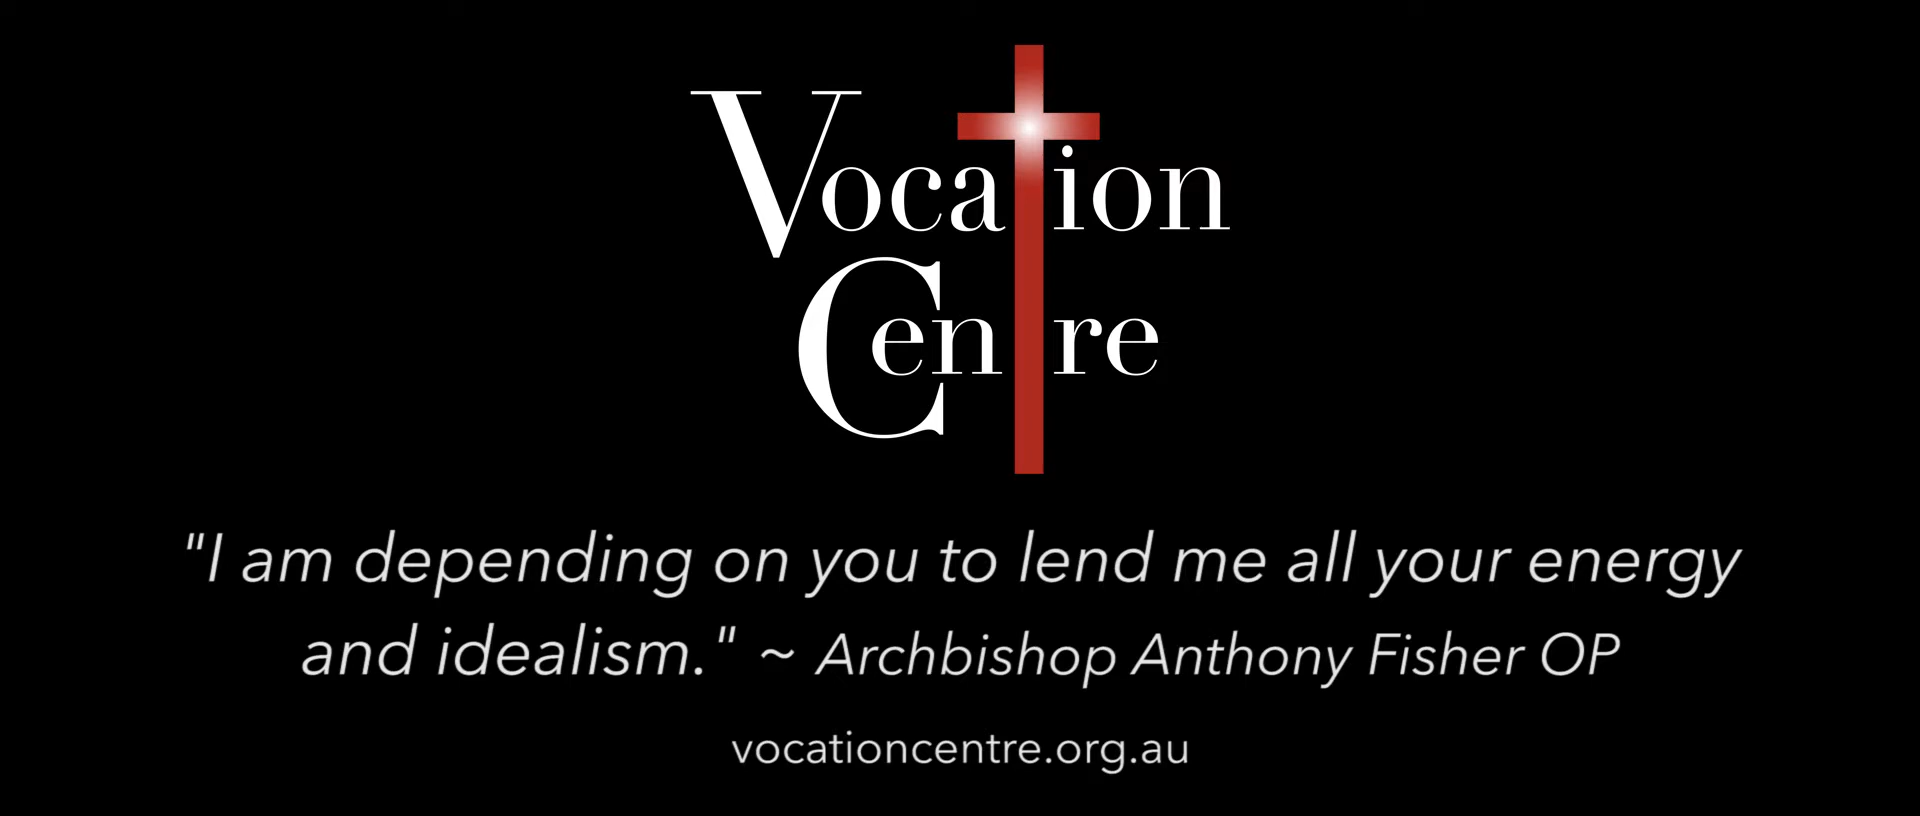 Vocation
Centre
"I am depending on you to lend me all your energy
and idealism." ~ Archbishop Anthony Fisher OP
vocationcentre.org.au